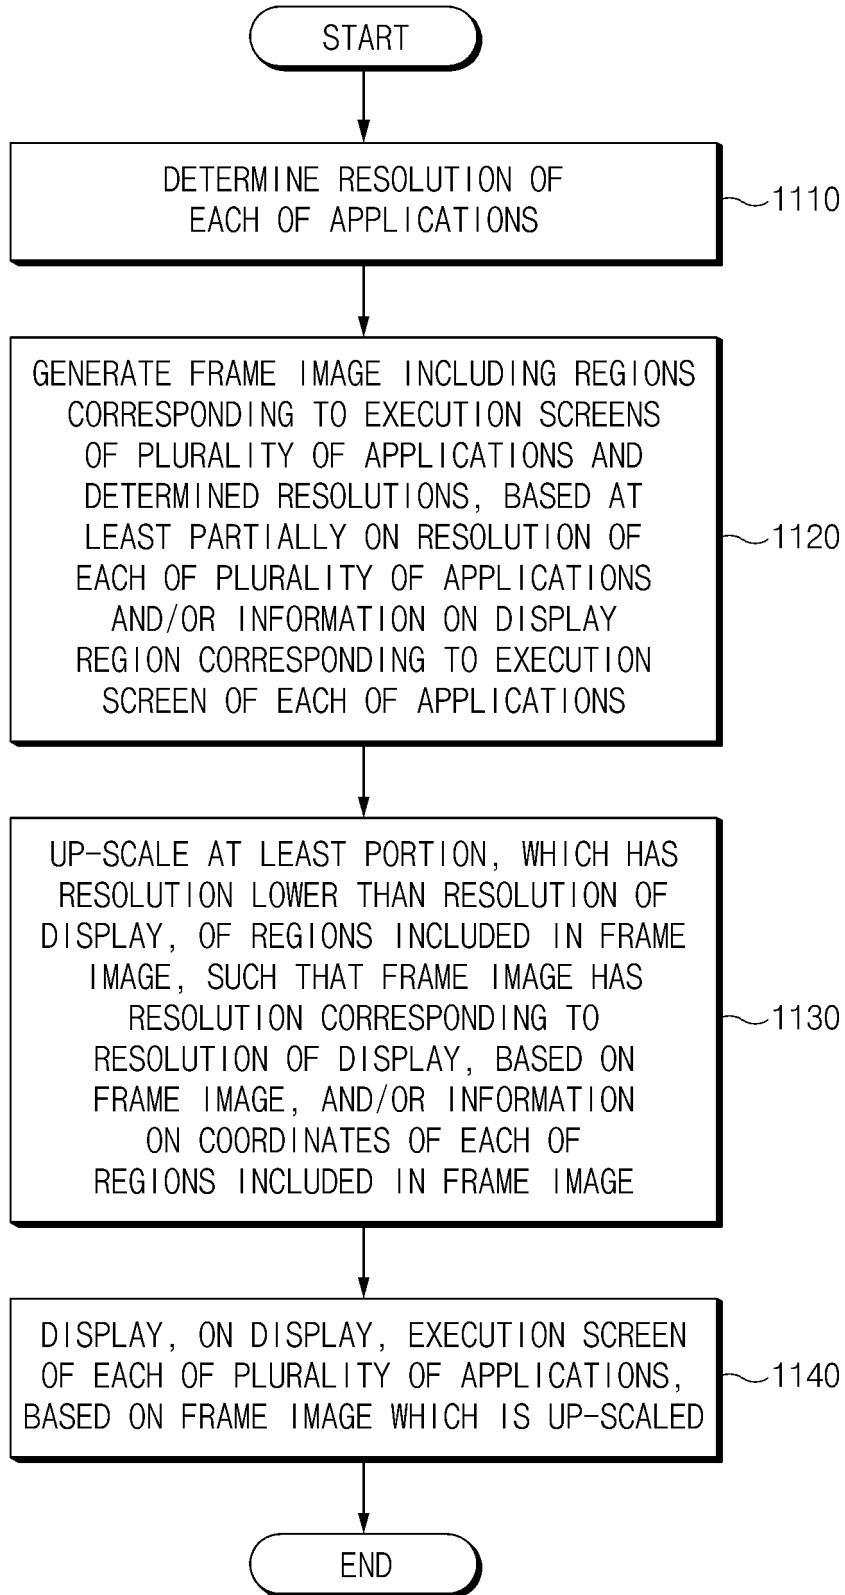 START
DETERMINE RESOLUTION OF
EACH OF APPLICATIONS
1110
GENERATE FRAME IMAGE INCLUDING REGIONS
CORRESPONDING TO EXECUTION SCREENS
OF PLURALITY OF APPLICATIONS AND
DETERMINED RESOLUTIONS, BASED AT
LEAST PARTIALLY ON RESOLUTION OF
EACH OF PLURALITY OF APPLICATIONS
AND/OR INFORMATION ON DISPLAY
REGION CORRESPONDING TO EXECUTION
SCREEN OF EACH OF APPLICATIONS
1120
UP-SCALE AT LEAST PORTION, WHICH HAS
RESOLUTION LOWER THAN RESOLUTION OF
DISPLAY, OF REGIONS INCLUDED IN FRAME
IMAGE, SUCH THAT FRAME IMAGE HAS
RESOLUTION CORRESPONDING TO
RESOLUTION OF DISPLAY, BASED ON
FRAME IMAGE, AND/OR INFORMATION
ON COORDINATES OF EACH OF
REGIONS INCLUDED IN FRAME IMAGE
1130
DISPLAY, ON DISPLAY, EXECUTION SCREEN
OF EACH OF PLURALITY OF APPLICATIONS,
BASED ON FRAME IMAGE WHICH IS UP-SCALED
1140
END